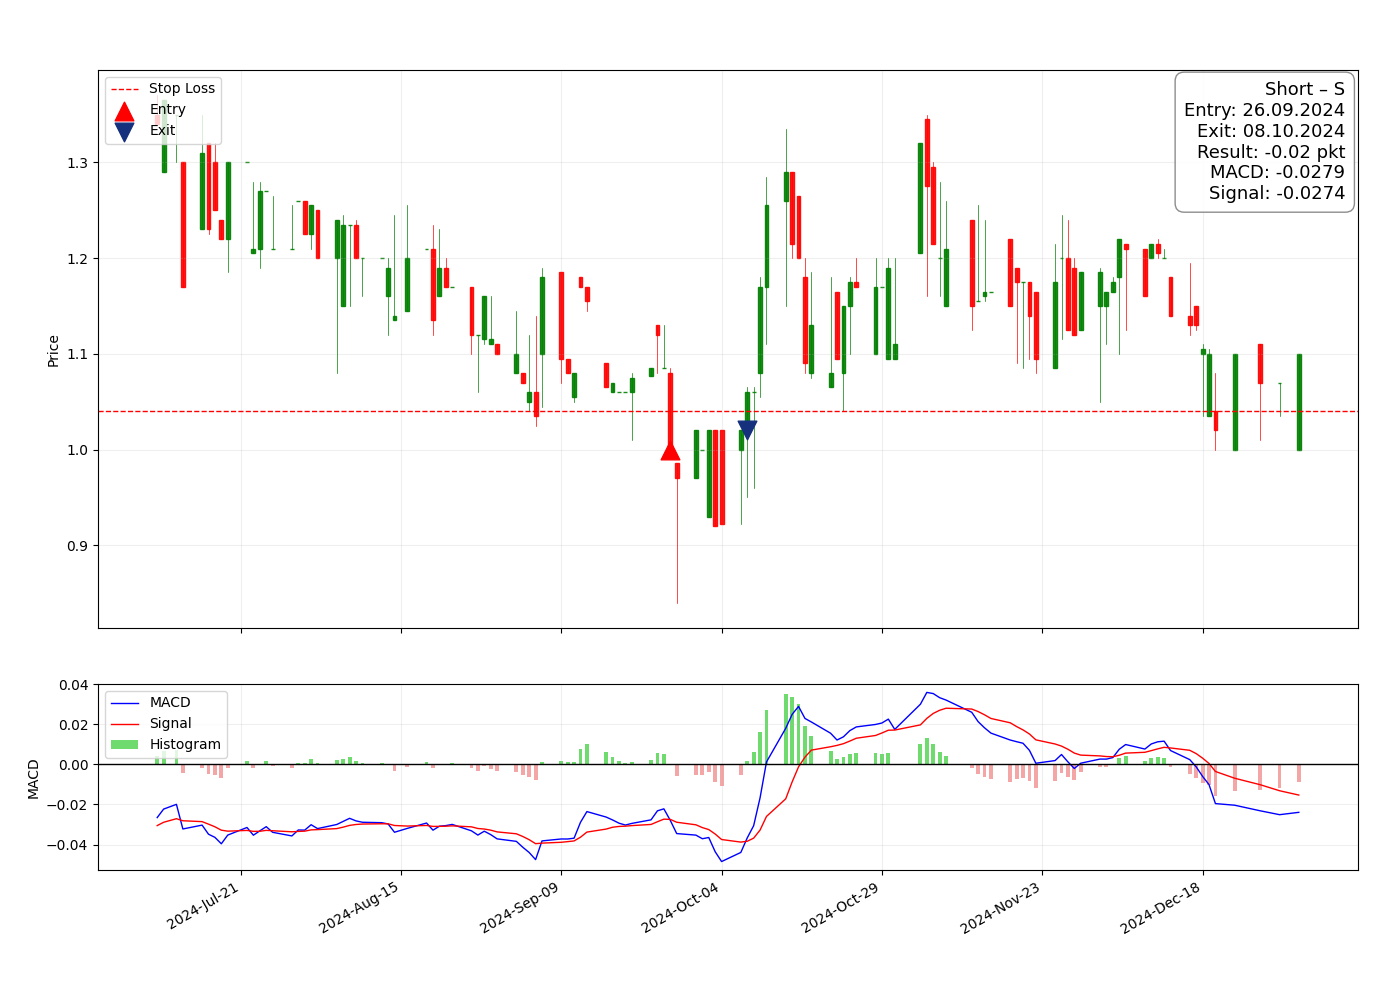 Stop Loss
Entry
Exit
Short – S
Entry: 26.09.2024
Exit: 08.10.2024
Result: -0.02 pkt
MACD: -0.0279
Signal: -0.0274
Price
1.3
1.2
1.1
1.0
0.9
MACD
Signal
Histogram
MACD
0.04
0.02
0.00
−0.02
−0.04
2024-Jul-21
2024-Aug-15
2024-Sep-09
2024-Oct-04
2024-Oct-29
2024-Nov-23
2024-Dec-18